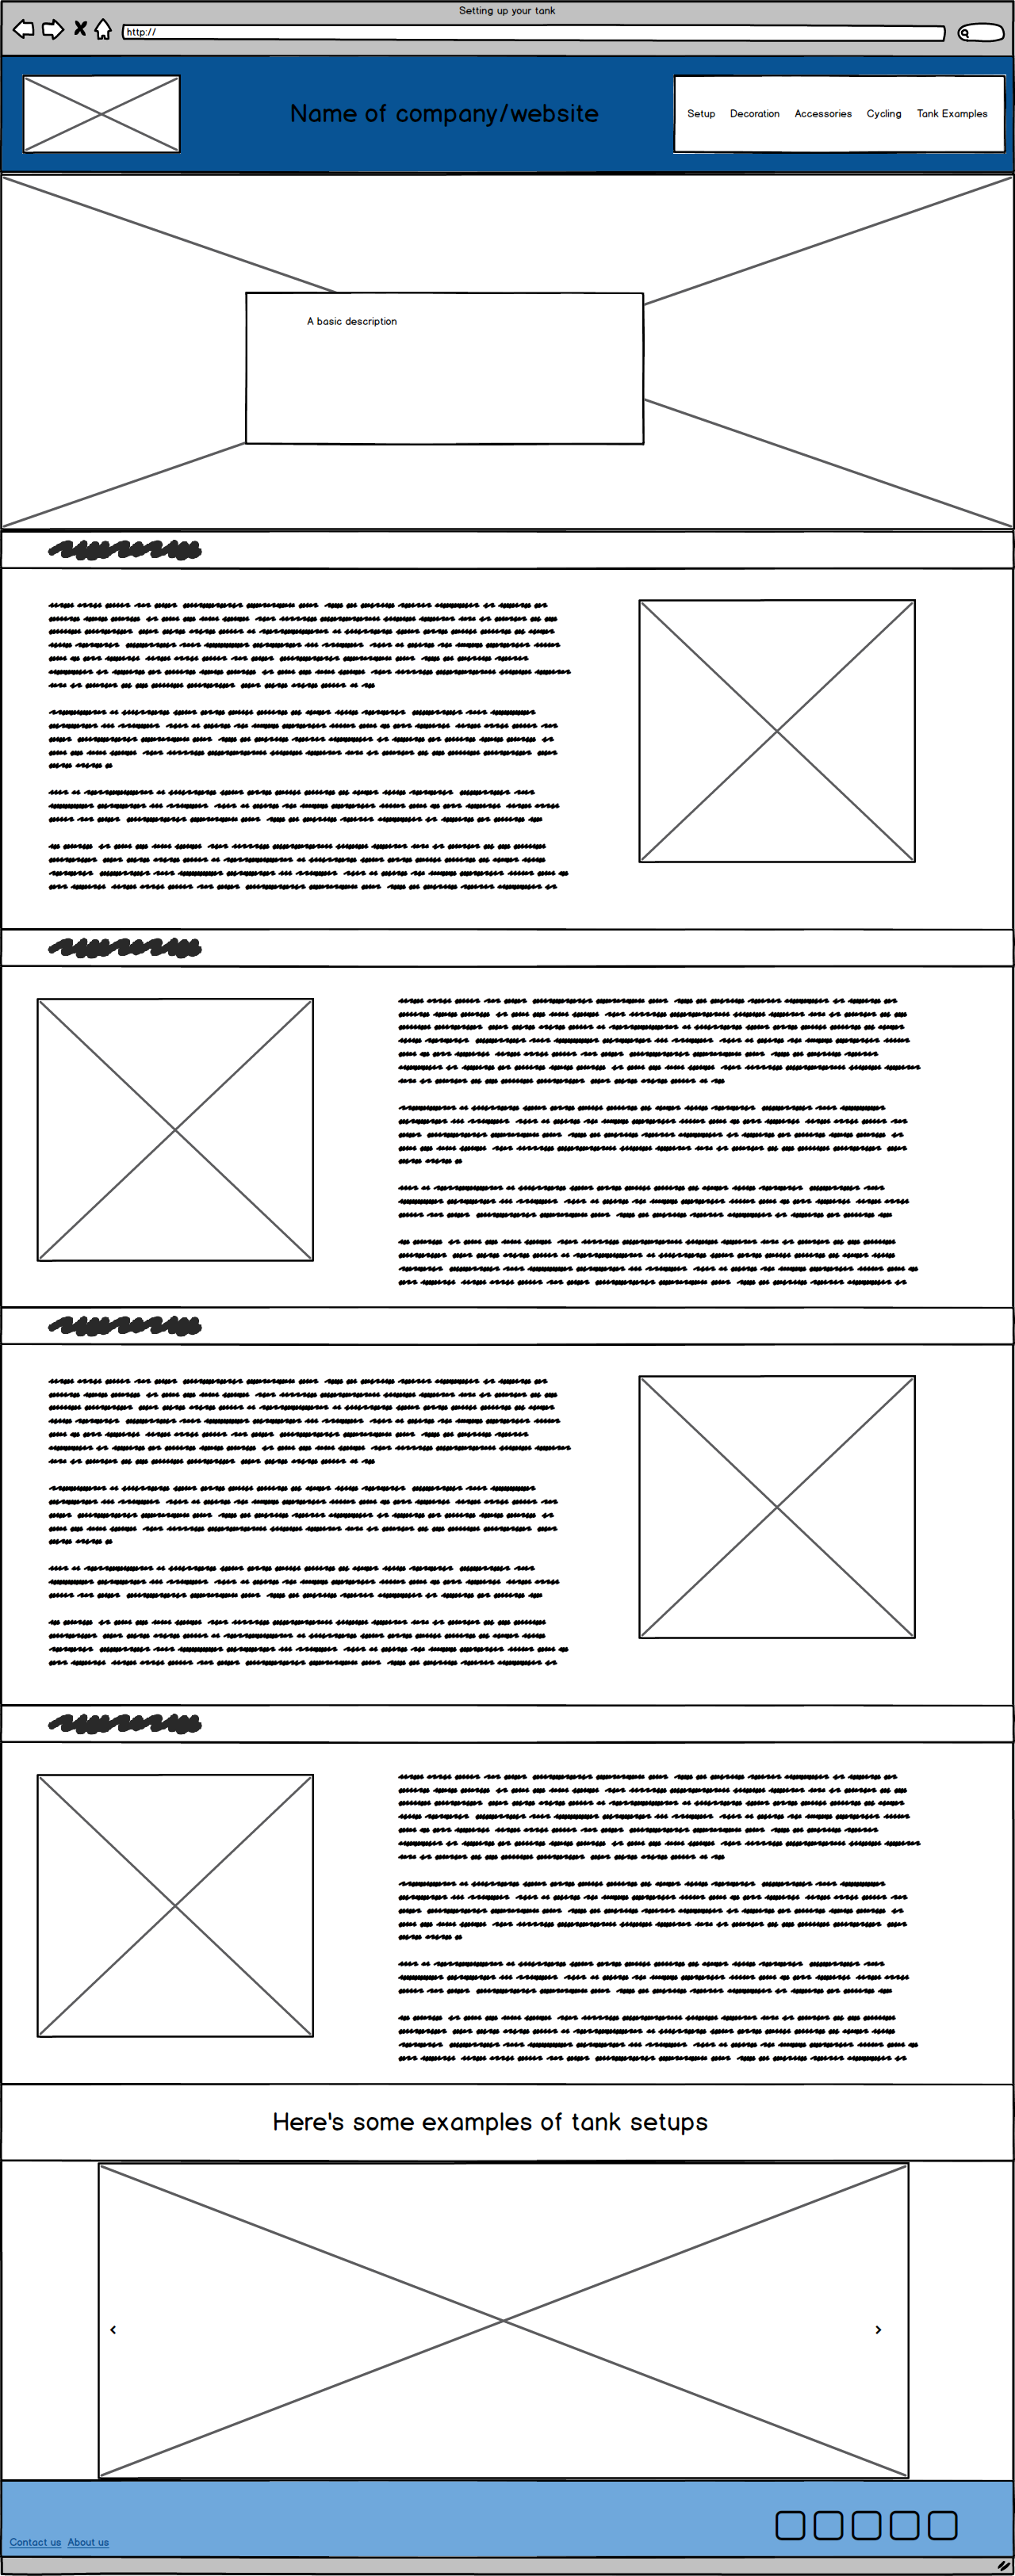 Setting up your tank
http://
Name of company/website
Setup Decoration Accessories Cycling Tank Examples
A basic description
Here's some examples of tank setups
Contact us About us